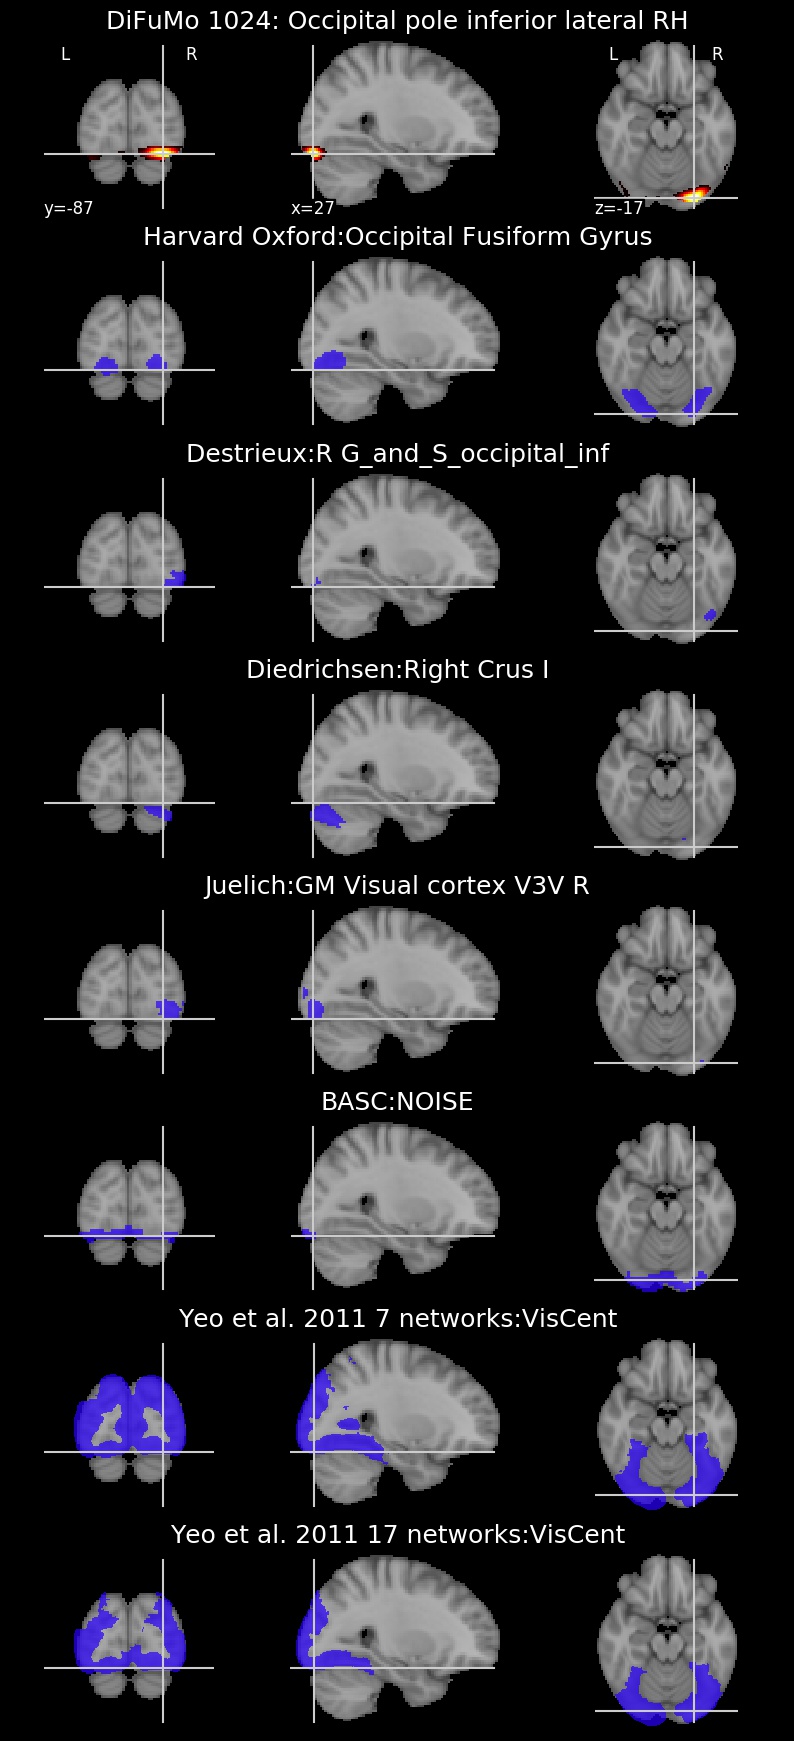 DiFuMo 1024: Occipital pole inferior lateral RH
L R L R
y=-87 x=27 z=-17
Harvard Oxford:Occipital Fusiform Gyrus
Destrieux:R G_and_S_occipital_inf
Diedrichsen:Right Crus I
Juelich:GM Visual cortex V3V R
BASC:NOISE
Yeo et al. 2011 7 networks:VisCent
Yeo et al. 2011 17 networks:VisCent